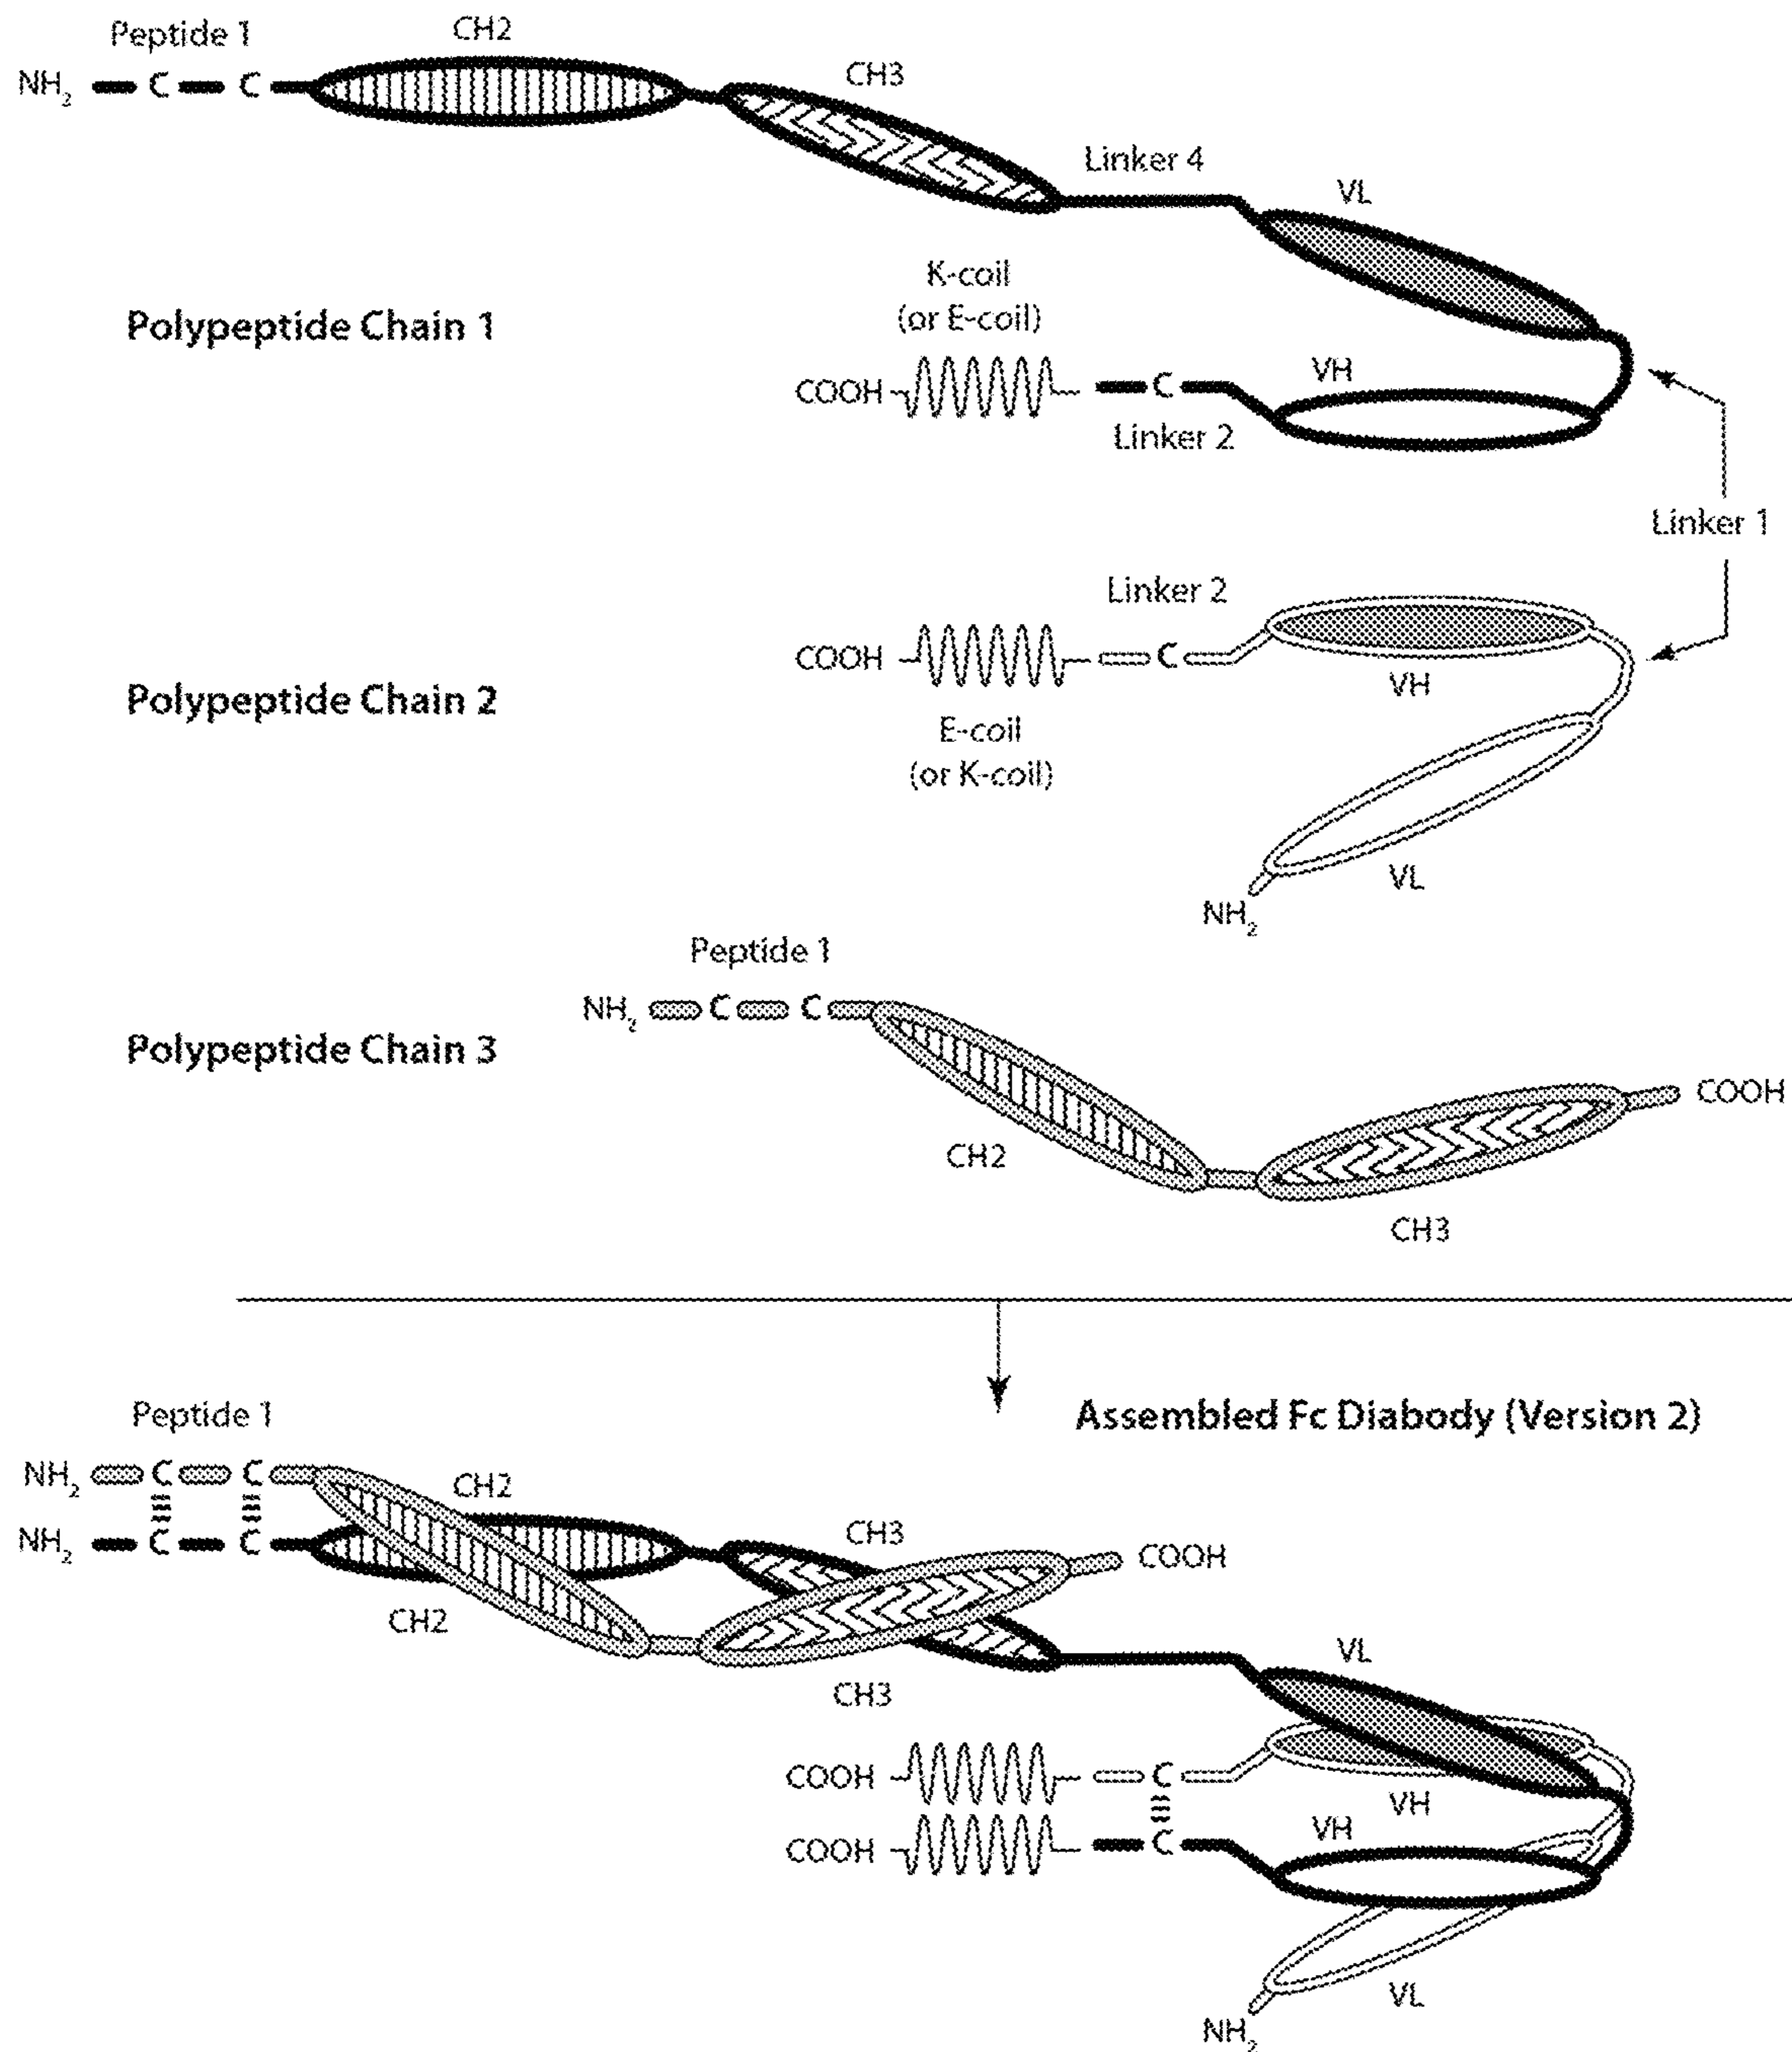 Peptide 1
CH2
NH2 C C
CH3
Linker 4
VL
K-coil
(or E-coil)
Polypeptide Chain 1
VH
COOH C
Linker 2
Linker 1
Linker 2
COOH C
VH
Polypeptide Chain 2
E-coil
(or K-coil)
VL
NH2
Peptide 1
NH2 C C
Polypeptide Chain 3
COOH
CH2
CH3
Peptide 1
Assembled Fc Diabody (Version 2)
NH2 C C
CH2
CH3
NH2 C C
COOH
CH2
VL
CH3
COOH C
VH
VH
COOH C
VL
NH2